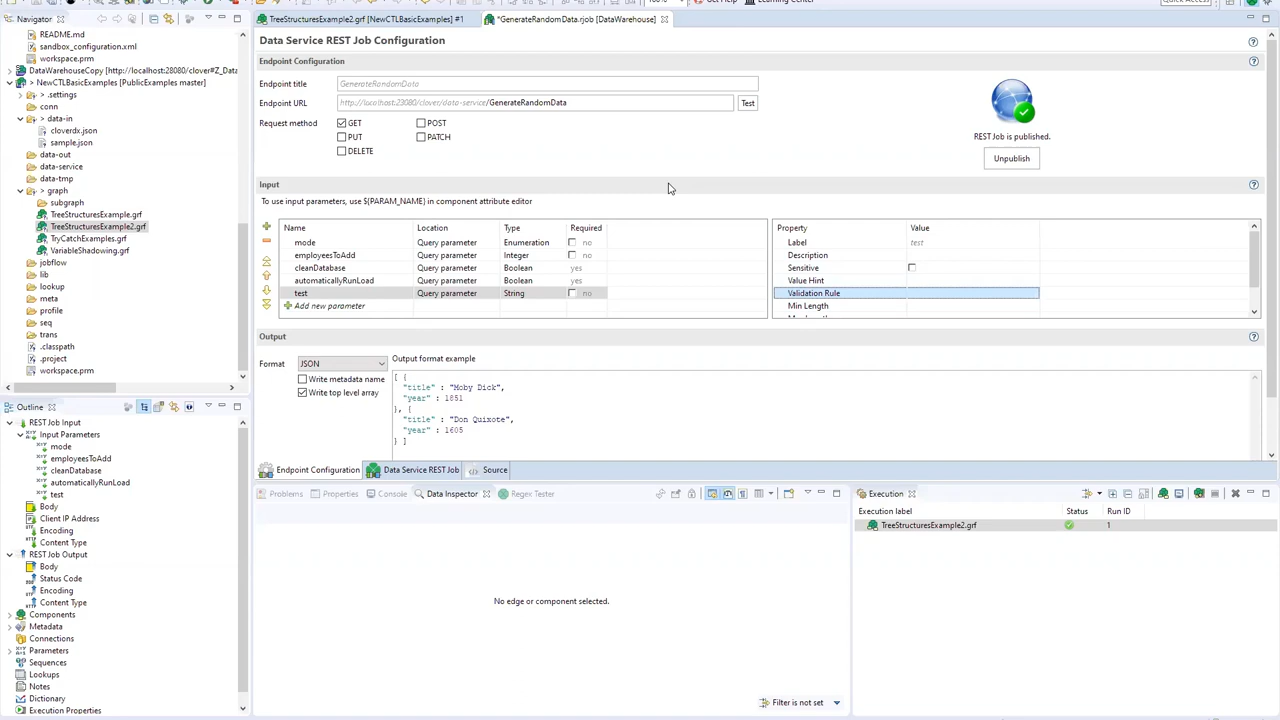 Get Help
Learning Center
Quick Access
Navigator
README.md
sandbox_configuration.xml
workspace.prm
DataWarehouseCopy [http://localhost:28080/clover#Z_Data
> NewCTLBasicExamples [PublicExamples master]
> .settings
conn
> data-in
cloverdx.json
sample.json
data-out
data-service
data-tmp
> graph
subgraph
TreeStructuresExample.grf
TreeStructuresExample2.grf
TryCatchExamples.grf
VariableShadowing.grf
jobflow
lib
lookup
meta
profile
seq
trans
.classpath
.project
workspace.prm
Outline
REST Job Input
Input Parameters
mode
employeesToAdd
cleanDatabase
automaticallyRunLoad
test
Body
Client IP Address
Encoding
Content Type
REST Job Output
Body
Status Code
Encoding
Content Type
Components
Metadata
Connections
Parameters
Sequences
Lookups
Notes
Dictionary
Execution Properties
TreeStructuresExample2.grf [NewCTLBasicExamples] #1
*GenerateRandomData.rjob [DataWarehouse]
Data Service REST Job Configuration
Endpoint Configuration
Endpoint title GenerateRandomData
Endpoint URL http://localhost:23080/clover/data-service/GenerateRandomData Test
Request method GET POST
PUT PATCH
DELETE
REST Job is published.
Unpublish
Input
To use input parameters, use ${PARAM_NAME} in component attribute editor
Name Location Type Required
mode Query parameter Enumeration no
employeesToAdd Query parameter Integer no
cleanDatabase Query parameter Boolean yes
automaticallyRunLoad Query parameter Boolean yes
test Query parameter String no
Add new parameter
Property Value
Label test
Description
Sensitive
Value Hint
Validation Rule
Min Length
Output
Format JSON Output format example
Write metadata name
Write top level array
[ {
"title" : "Moby Dick",
"year" : 1851
}, {
"title" : "Don Quixote",
"year" : 1605
} ]
Endpoint Configuration Data Service REST Job Source
Problems Properties Console Data Inspector Regex Tester
No edge or component selected.
Filter is not set
Execution
Execution label Status Run ID
TreeStructuresExample2.grf 1